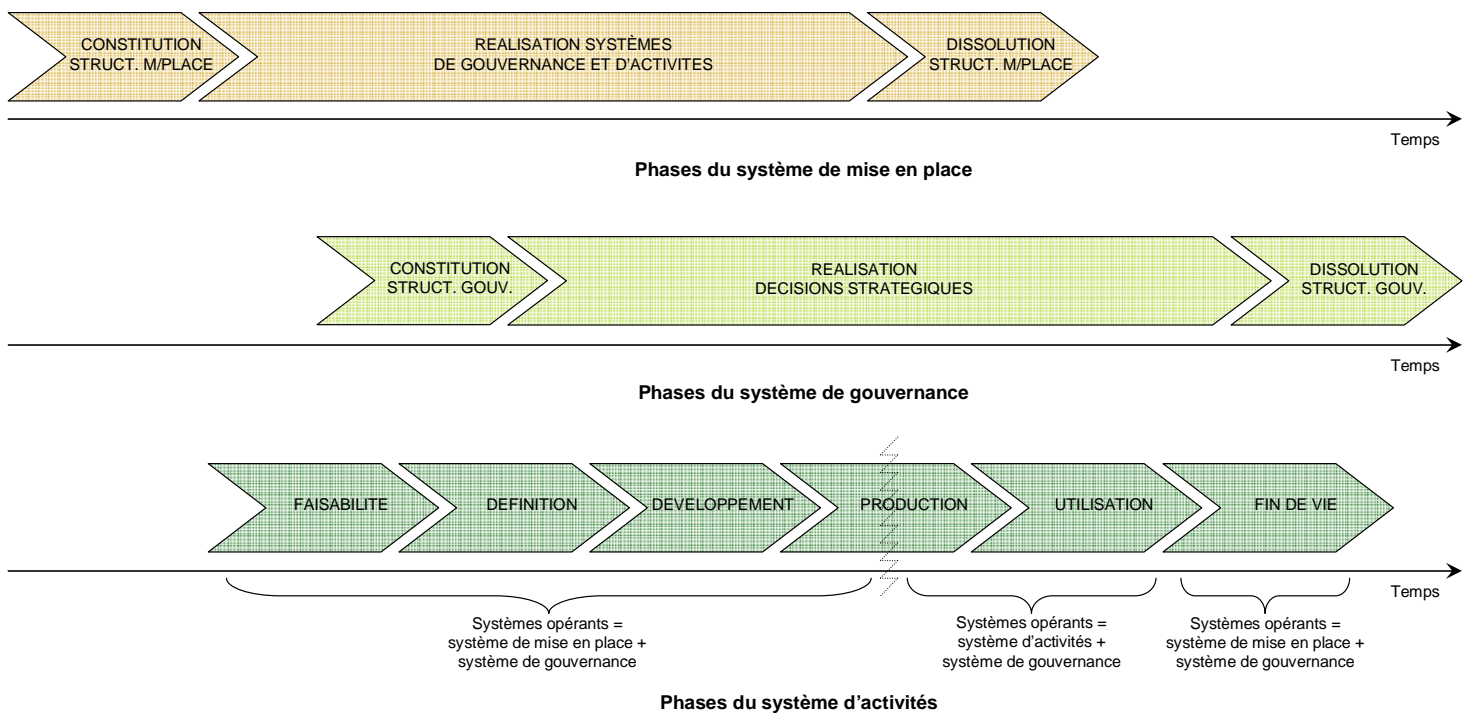 CONSTITUTION
STRUCT. M/PLACE
REALISATION SYSTÈMES
DE GOUVERNANCE ET D'ACTIVITES
DISSOLUTION
STRUCT. M/PLACE
Temps
Phases du système de mise en place
CONSTITUTION
STRUCT. GOUV.
REALISATION
DECISIONS STRATEGIQUES
DISSOLUTION
STRUCT. GOUV.
Temps
Phases du système de gouvernance
FAISABILITE
DEFINITION
DEVELOPPEMENT
PRODUCTION
UTILISATION
FIN DE VIE
Temps
Systèmes opérants =
système de mise en place +
système de gouvernance
Systèmes opérants =
système d'activités +
système de gouvernance
Systèmes opérants =
système de mise en place +
système de gouvernance
Phases du système d’activités